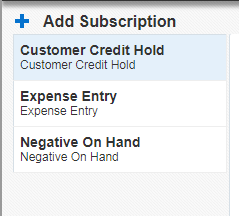 Add Subscription
Customer Credit Hold
Customer Credit Hold
Expense Entry
Expense Entry
Negative On Hand
Negative On Hand